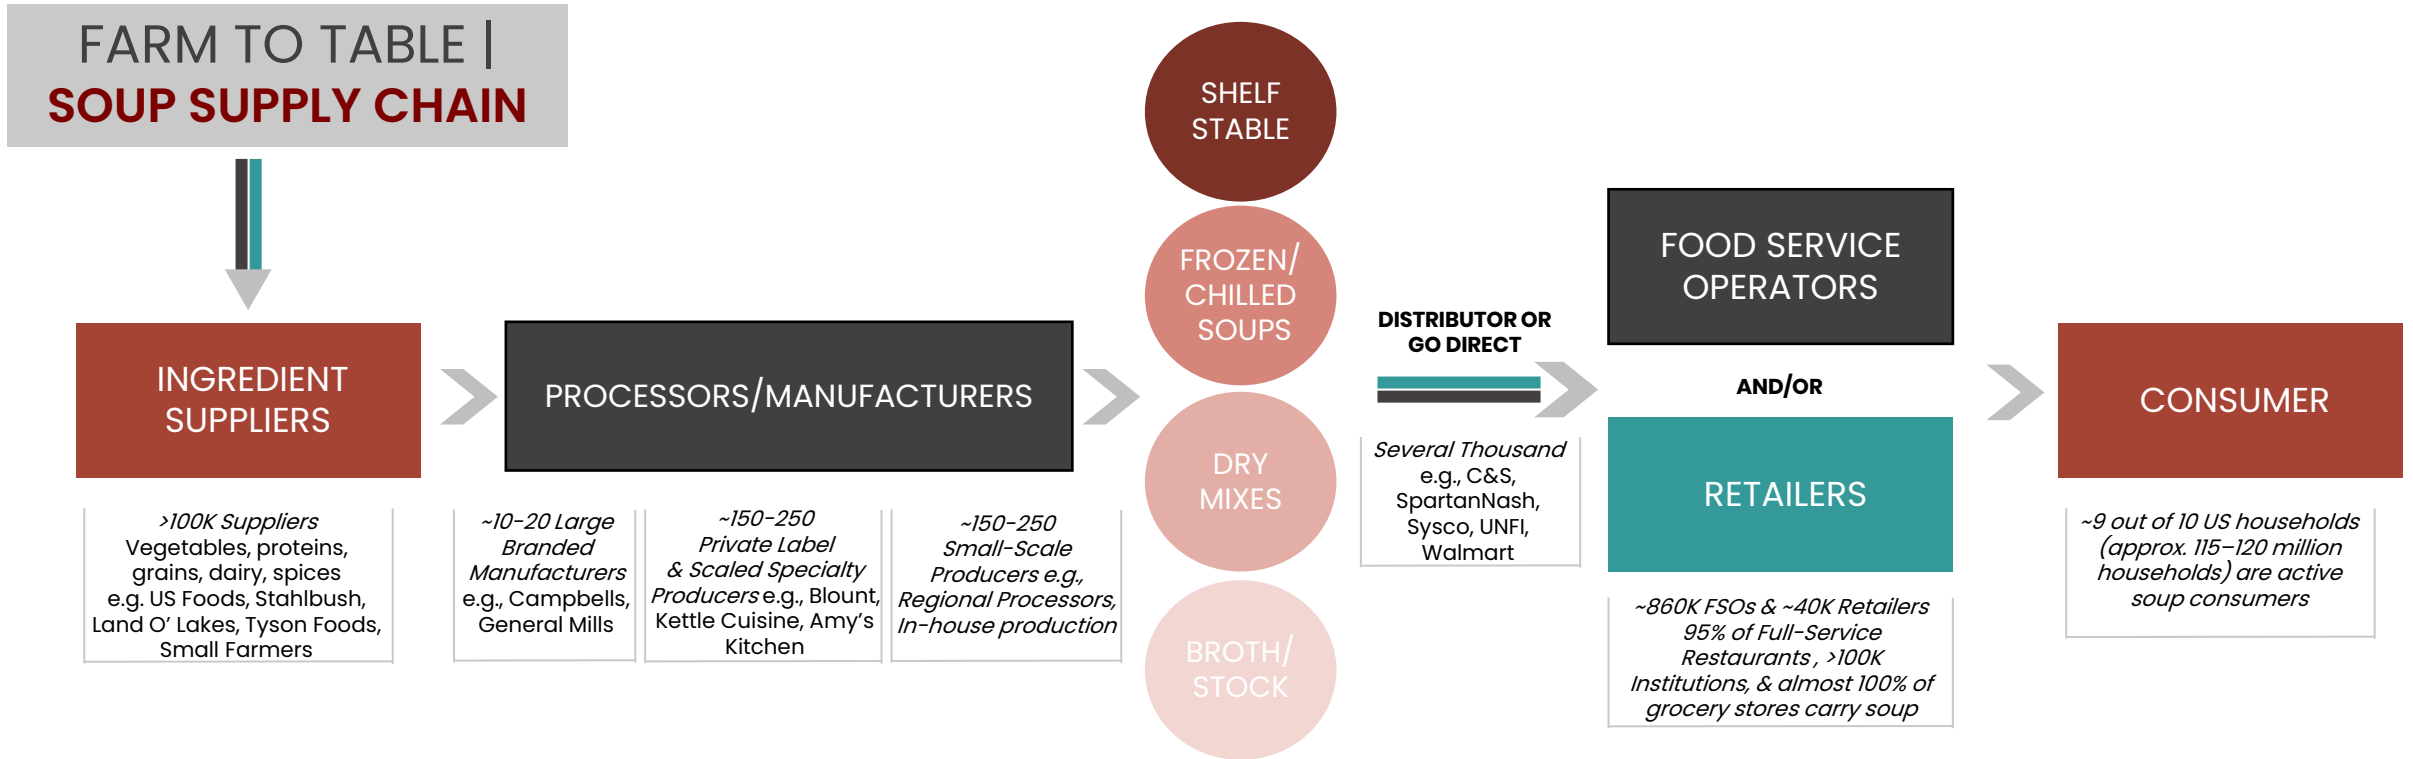 FARM TO TABLE |
SOUP SUPPLY CHAIN
INGREDIENT
SUPPLIERS
>100K Suppliers
Vegetables, proteins,
grains, dairy, spices
e.g. US Foods, Stahlbush,
Land O’ Lakes, Tyson Foods,
Small Farmers
PROCESSORS/MANUFACTURERS
~10-20 Large
Branded
Manufacturers
e.g., Campbells,
General Mills
~150-250
Private Label
& Scaled Specialty
Producers e.g., Blount,
Kettle Cuisine, Amy’s
Kitchen
~150-250
Small-Scale
Producers e.g.,
Regional Processors,
In-house production
SHELF
STABLE
FROZEN/
CHILLED
SOUPS
DRY
MIXES
BROTH/
STOCK
DISTRIBUTOR OR
GO DIRECT
Several Thousand
e.g., C&S,
SpartanNash,
Sysco, UNFI,
Walmart
FOOD SERVICE
OPERATORS
AND/OR
RETAILERS
~860K FSOs & ~40K Retailers
95% of Full-Service
Restaurants , >100K
Institutions, & almost 100% of
grocery stores carry soup
CONSUMER
~9 out of 10 US households
(approx. 115–120 million
households) are active
soup consumers